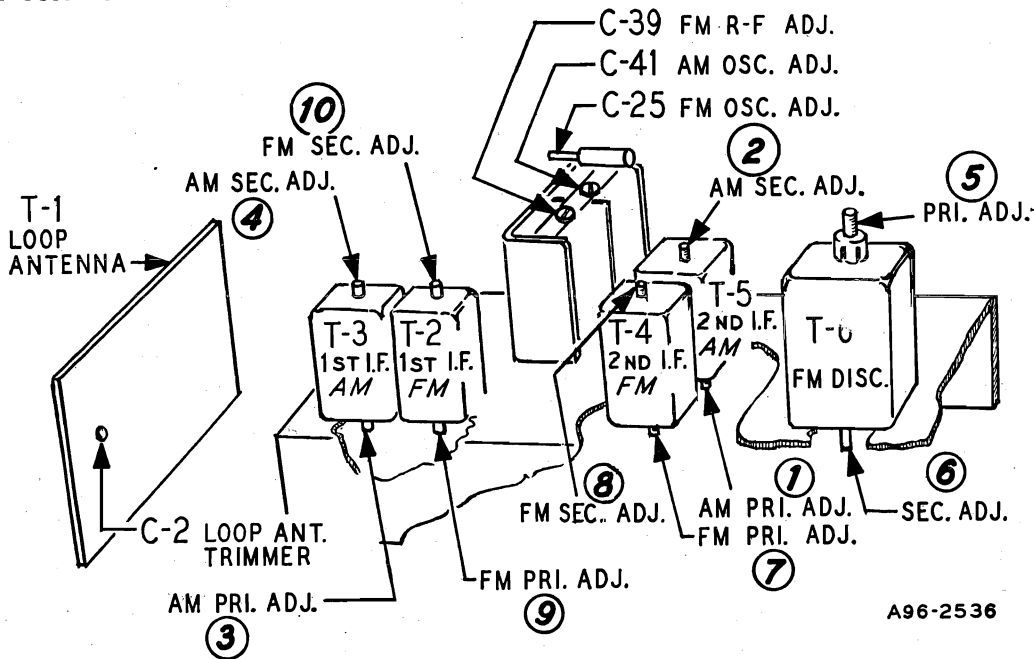 C-39 FM R-F ADJ.
C-41 AM OSC. ADJ.
C-25 FM OSC. ADJ.
10
FM SEC. ADJ.
2
AM SEC. ADJ.
AM SEC. ADJ.
4
5
PRI. ADJ.
T-1
LOOP
ANTENNA
T-3
1ST I.F.
AM
T-2
1ST I.F.
FM
T-4
2ND I.F.
FM
T-5
2ND I.F.
AM
T-6
FM DISC.
8
FM SEC. ADJ.
1
AM PRI. ADJ.
FM PRI. ADJ.
7
6
SEC. ADJ.
C-2 LOOP ANT.
TRIMMER
AM PRI. ADJ.
3
FM PRI. ADJ.
9
A96-2536